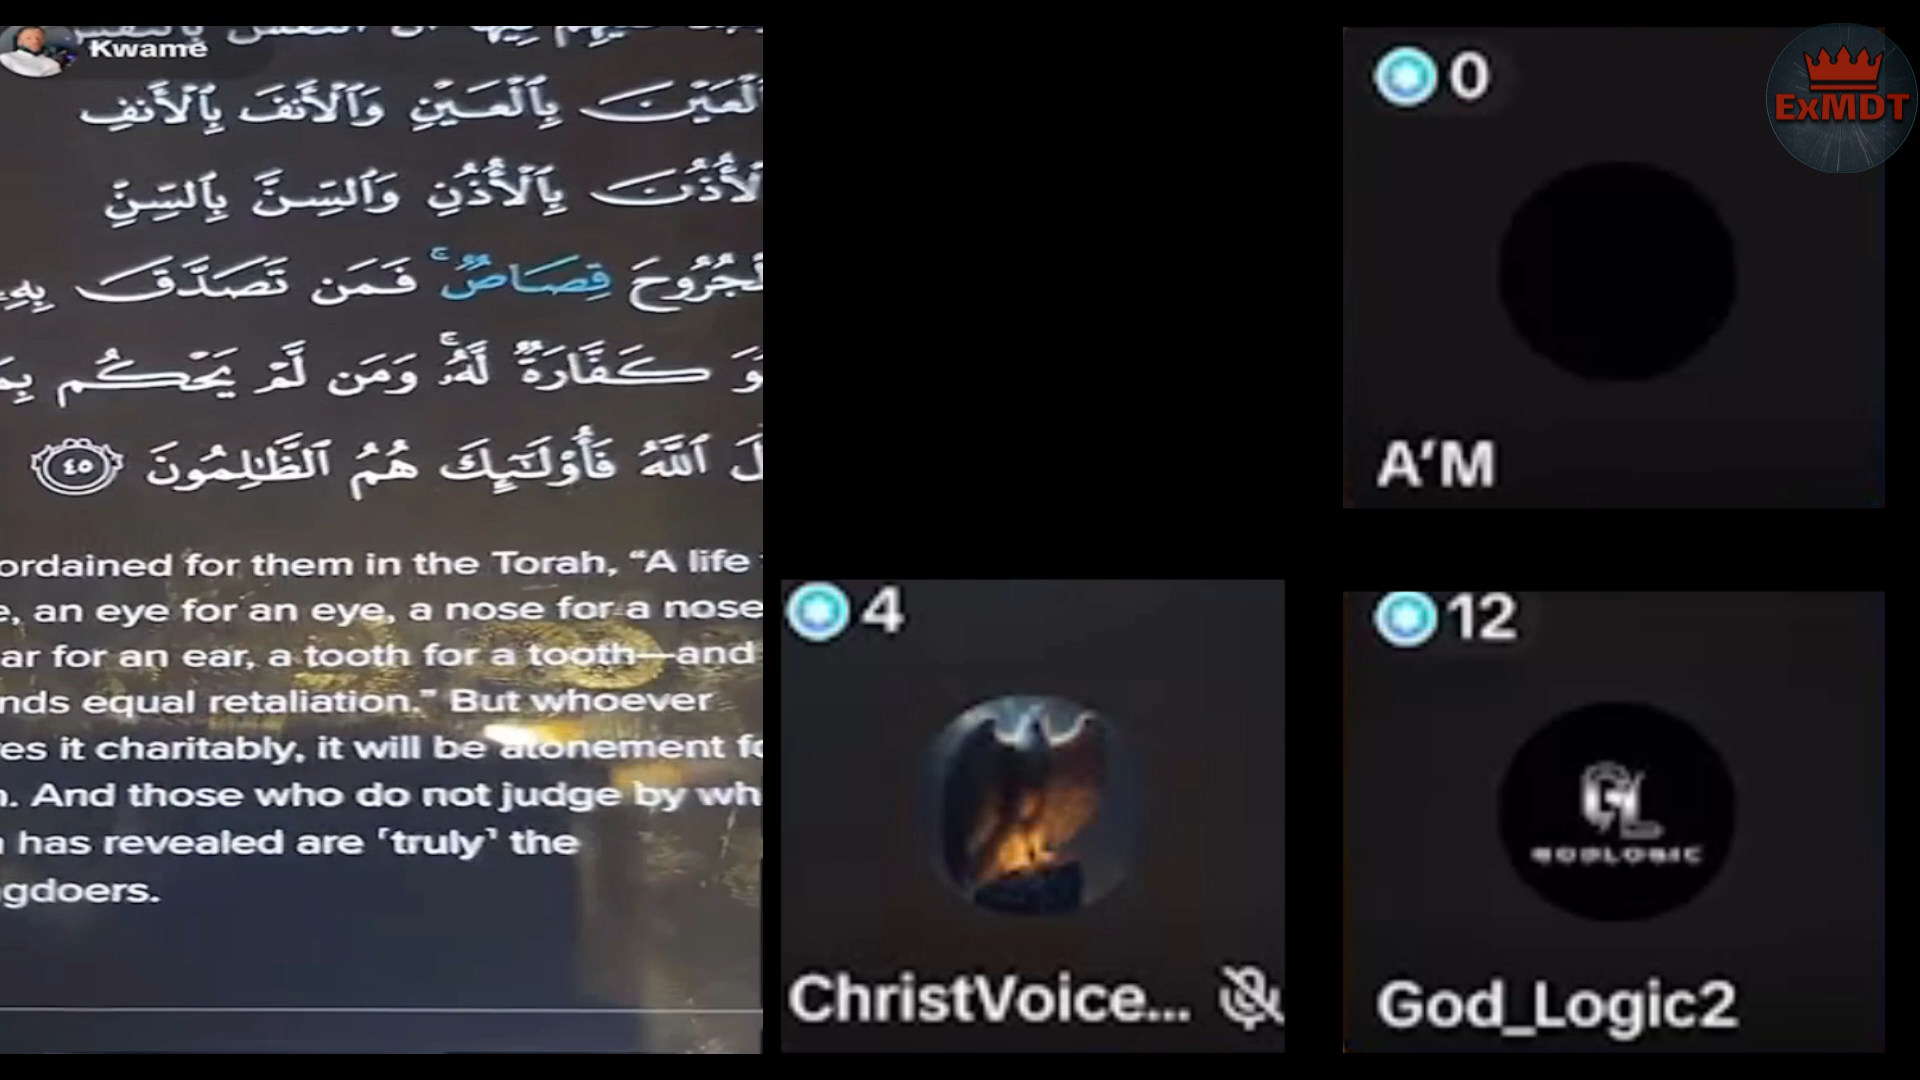 Kwame
ٱلْعَيْنَ بِٱلْعَيْنِ وَٱلْأَنفَ بِٱلْأَنفِ
ٱلْأُذُنَ بِٱلْأُذُنِ وَٱلسِّنَّ بِٱلسِّنِّ
ٱلْجُرُوحَ قِصَاصٌ ۚ فَمَن تَصَدَّقَ بِهِۦ
وَ كَفَّارَةٌ لَّهُۥ ۚ وَمَن لَّمْ يَحْكُم بِمَ
لَ ٱللَّهُ فَأُو۟لَـٰٓئِكَ هُمُ ٱلظَّـٰلِمُونَ ٤٥
ordained for them in the Torah, “A life
e, an eye for an eye, a nose for a nose
ar for an ear, a tooth for a tooth—and
nds equal retaliation.” But whoever
es it charitably, it will be atonement fo
. And those who do not judge by wh
has revealed are ˹truly˺ the
gdoers.
0
A’M
4
ChristVoice...
12
GODLOGIC
God_Logic2
ExMDT